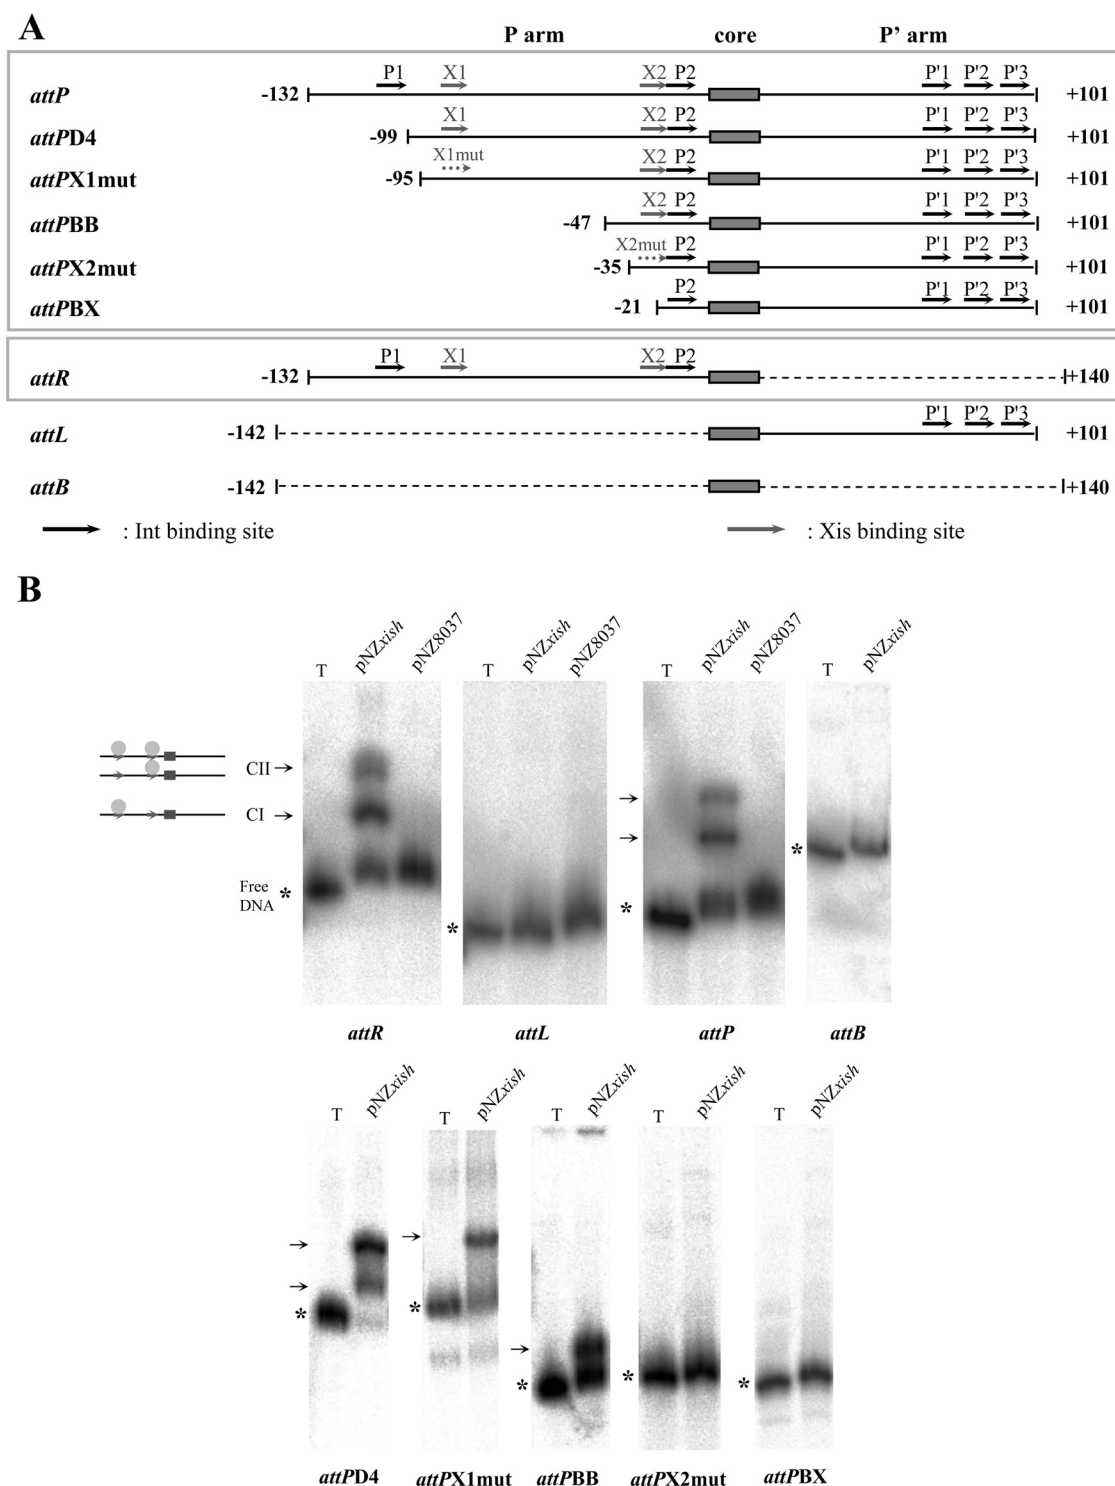 A
P arm core P' arm
attP -132 P1 X1 X2 P2 P'1 P'2 P'3 +101
attPD4 -99 X1 X2 P2 P'1 P'2 P'3 +101
attPX1mut -95 X1mut X2 P2 P'1 P'2 P'3 +101
attPBB -47 X2 P2 P'1 P'2 P'3 +101
attPX2mut -35 X2mut P2 P'1 P'2 P'3 +101
attPBX -21 P2 P'1 P'2 P'3 +101
attR -132 P1 X1 X2 P2 +140
attL -142 P'1 P'2 P'3 +101
attB -142 +140
: Int binding site : Xis binding site
B
T pNZxish pNZ8037 T pNZxish pNZ8037 T pNZxish pNZ8037 T pNZxish
CII
CI
Free
DNA * * * *
attR attL attP attB
T pNZxish T pNZxish T pNZxish T pNZxish T pNZxish
* * * * *
attPD4 attPX1mut attPBB attPX2mut attPBX